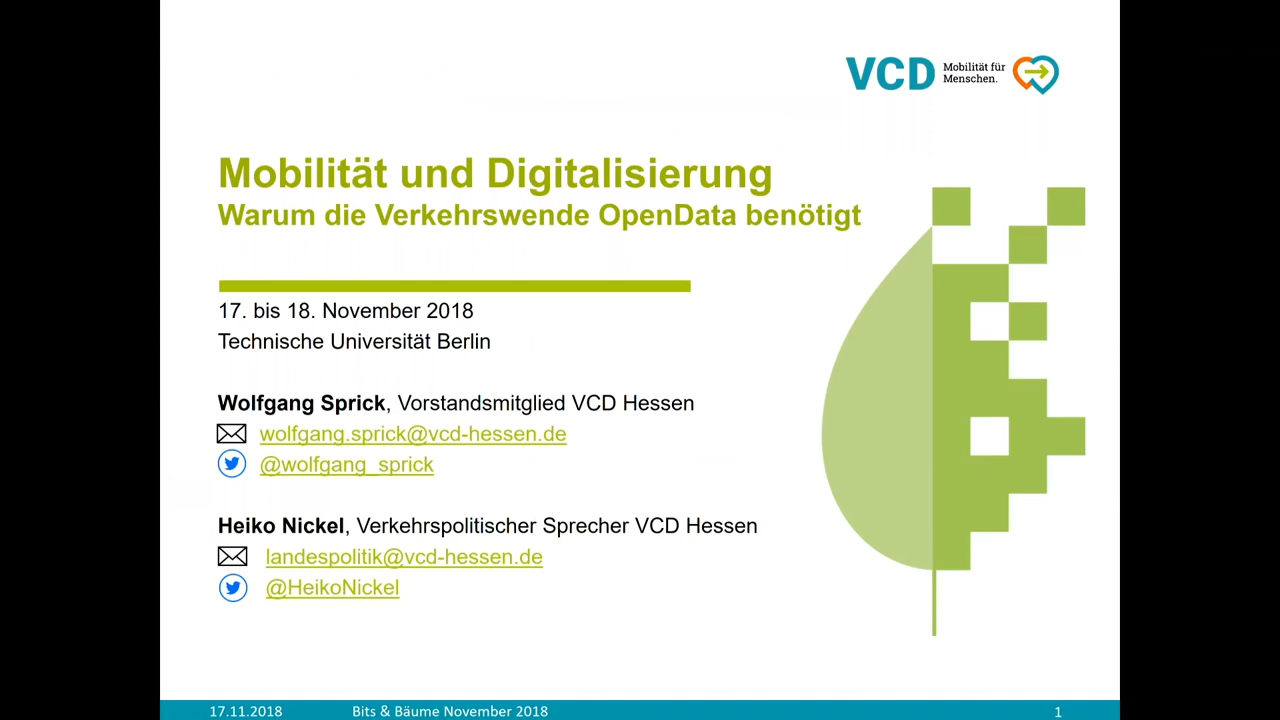 VCD Mobilität für
Menschen.
Mobilität und Digitalisierung
Warum die Verkehrswende OpenData benötigt
17. bis 18. November 2018
Technische Universität Berlin
Wolfgang Sprick, Vorstandsmitglied VCD Hessen
wolfgang.sprick@vcd-hessen.de
@wolfgang_sprick
Heiko Nickel, Verkehrspolitischer Sprecher VCD Hessen
landespolitik@vcd-hessen.de
@HeikoNickel
17.11.2018 Bits & Bäume November 2018 1